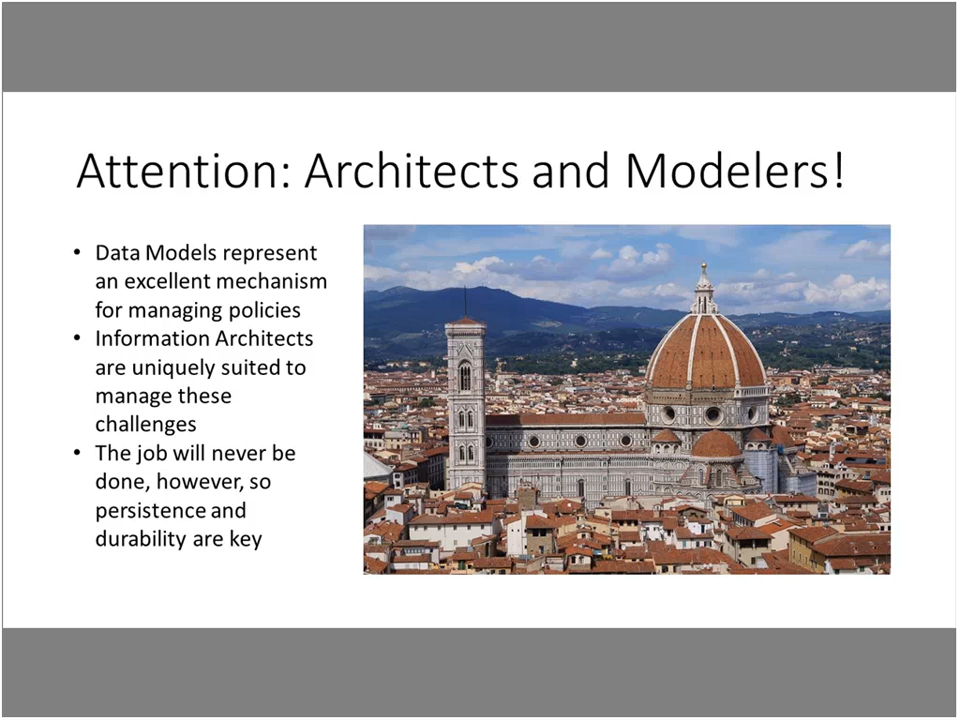 Attention: Architects and Modelers!
• Data Models represent
an excellent mechanism
for managing policies
• Information Architects
are uniquely suited to
manage these
challenges
• The job will never be
done, however, so
persistence and
durability are key